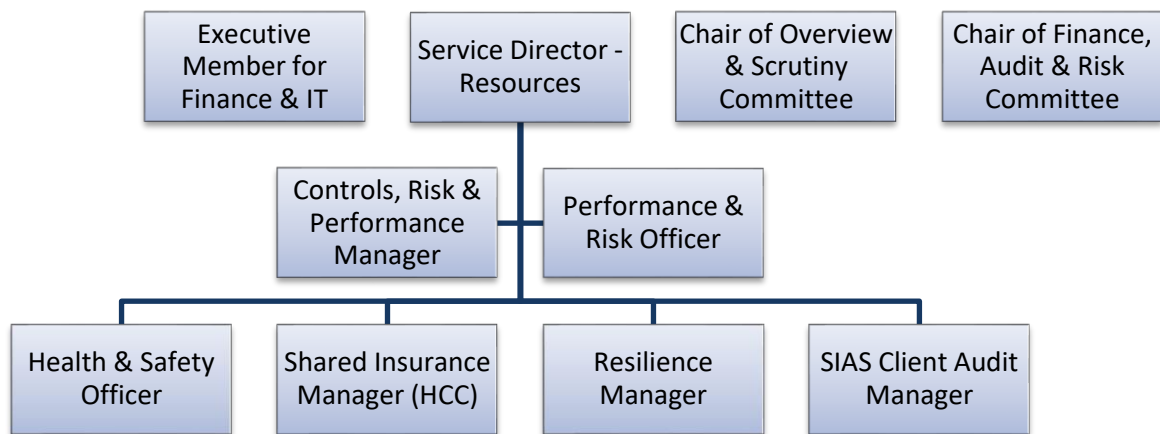 Executive
Member for
Finance & IT
Service Director -
Resources
Chair of Overview
& Scrutiny
Committee
Chair of Finance,
Audit & Risk
Committee
Controls, Risk &
Performance
Manager
Performance &
Risk Officer
Health & Safety
Officer
Shared Insurance
Manager (HCC)
Resilience
Manager
SIAS Client Audit
Manager